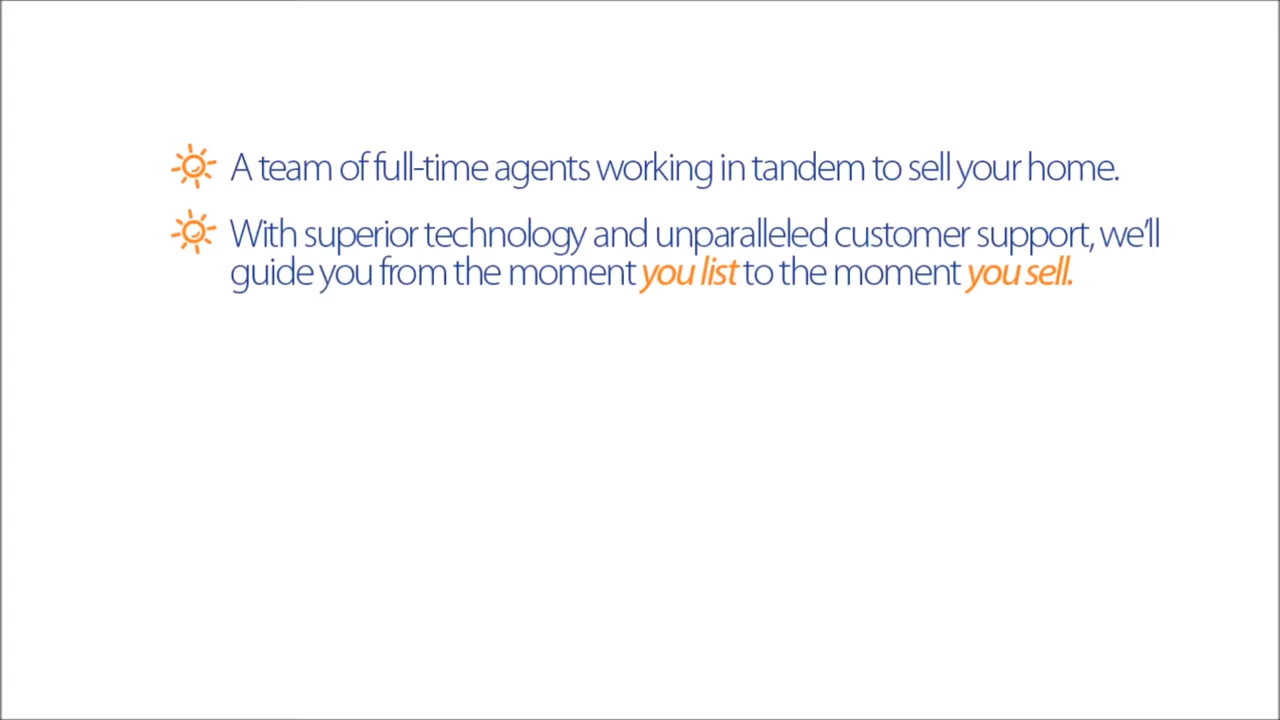 A team of full-time agents working in tandem to sell your home.
With superior technology and unparalleled customer support, we'll
guide you from the moment you list to the moment you sell.